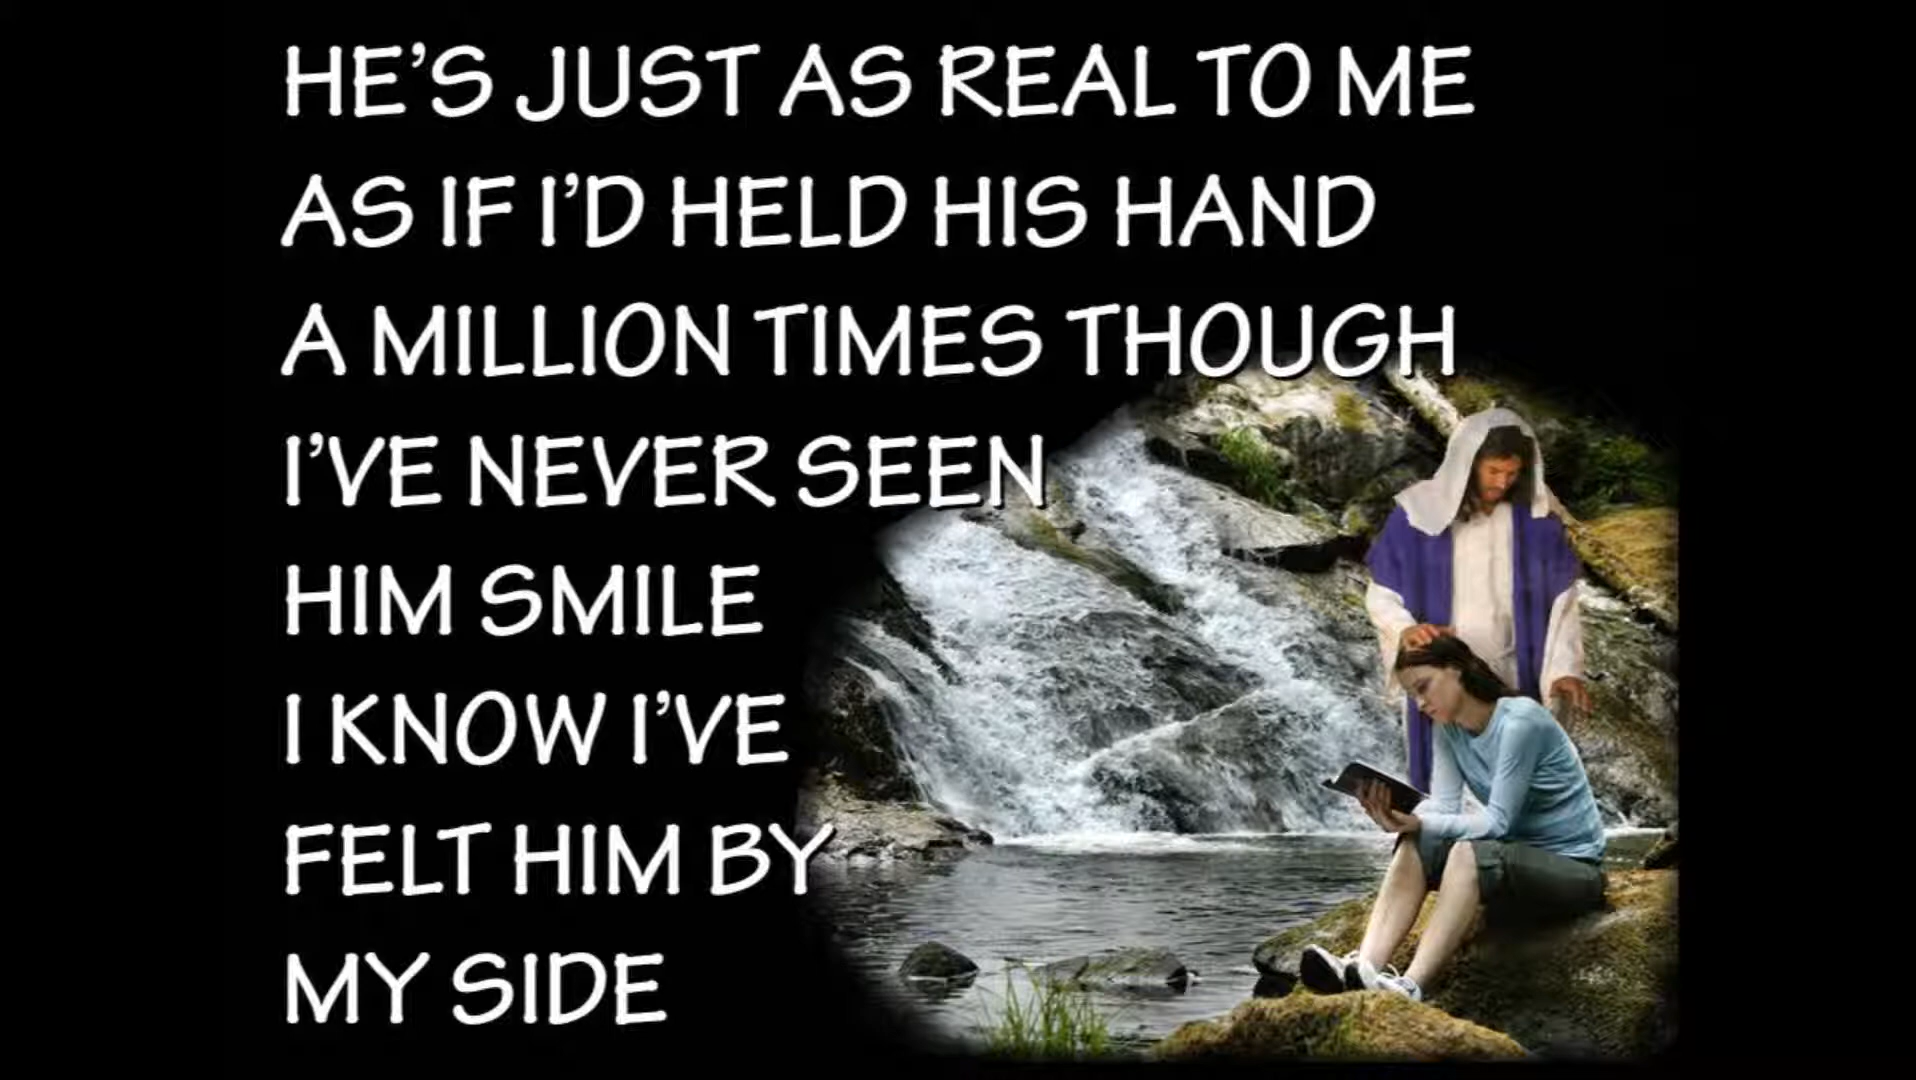 HE'S JUST AS REAL TO ME
AS IF I'D HELD HIS HAND
A MILLION TIMES THOUGH
I'VE NEVER SEEN
HIM SMILE
I KNOW I'VE
FELT HIM BY
MY SIDE